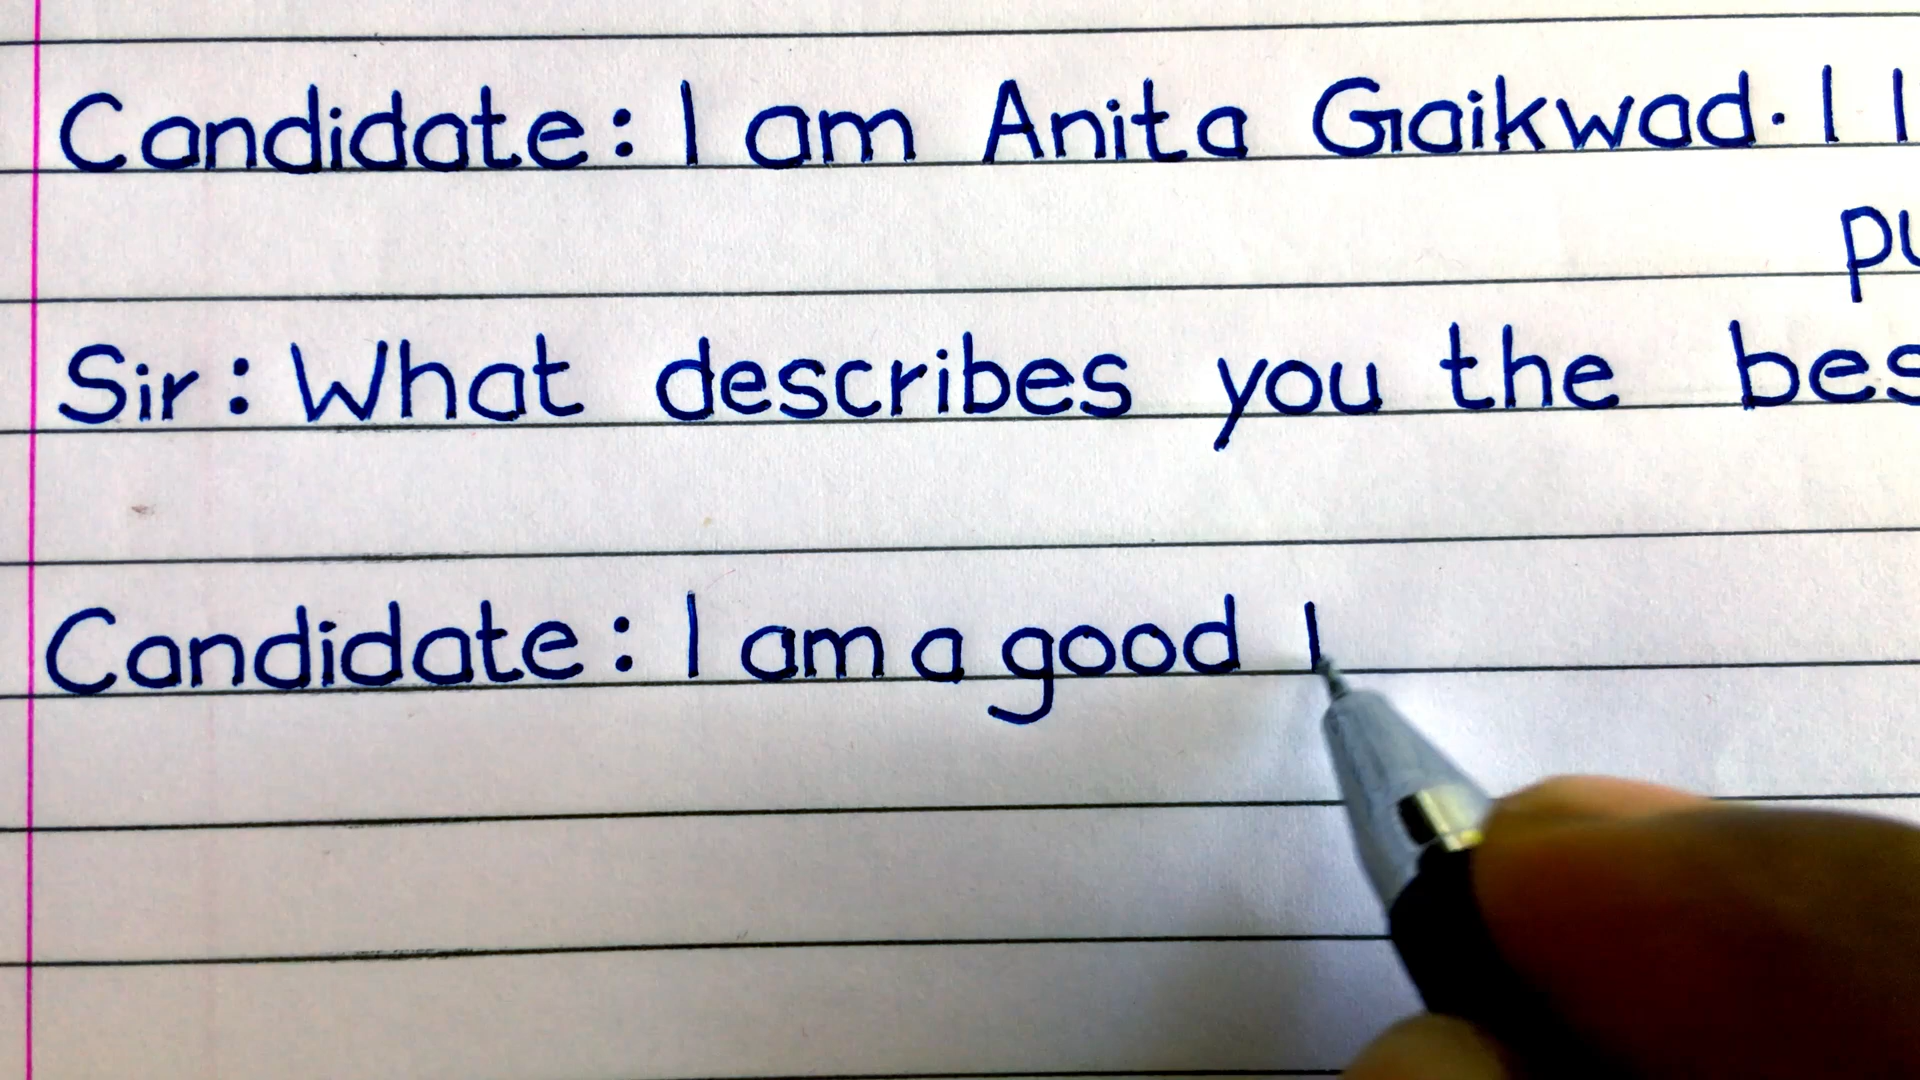 Candidate: I am Anita Gaikwad. I
Sir: What describes you the
Candidate: I am a good